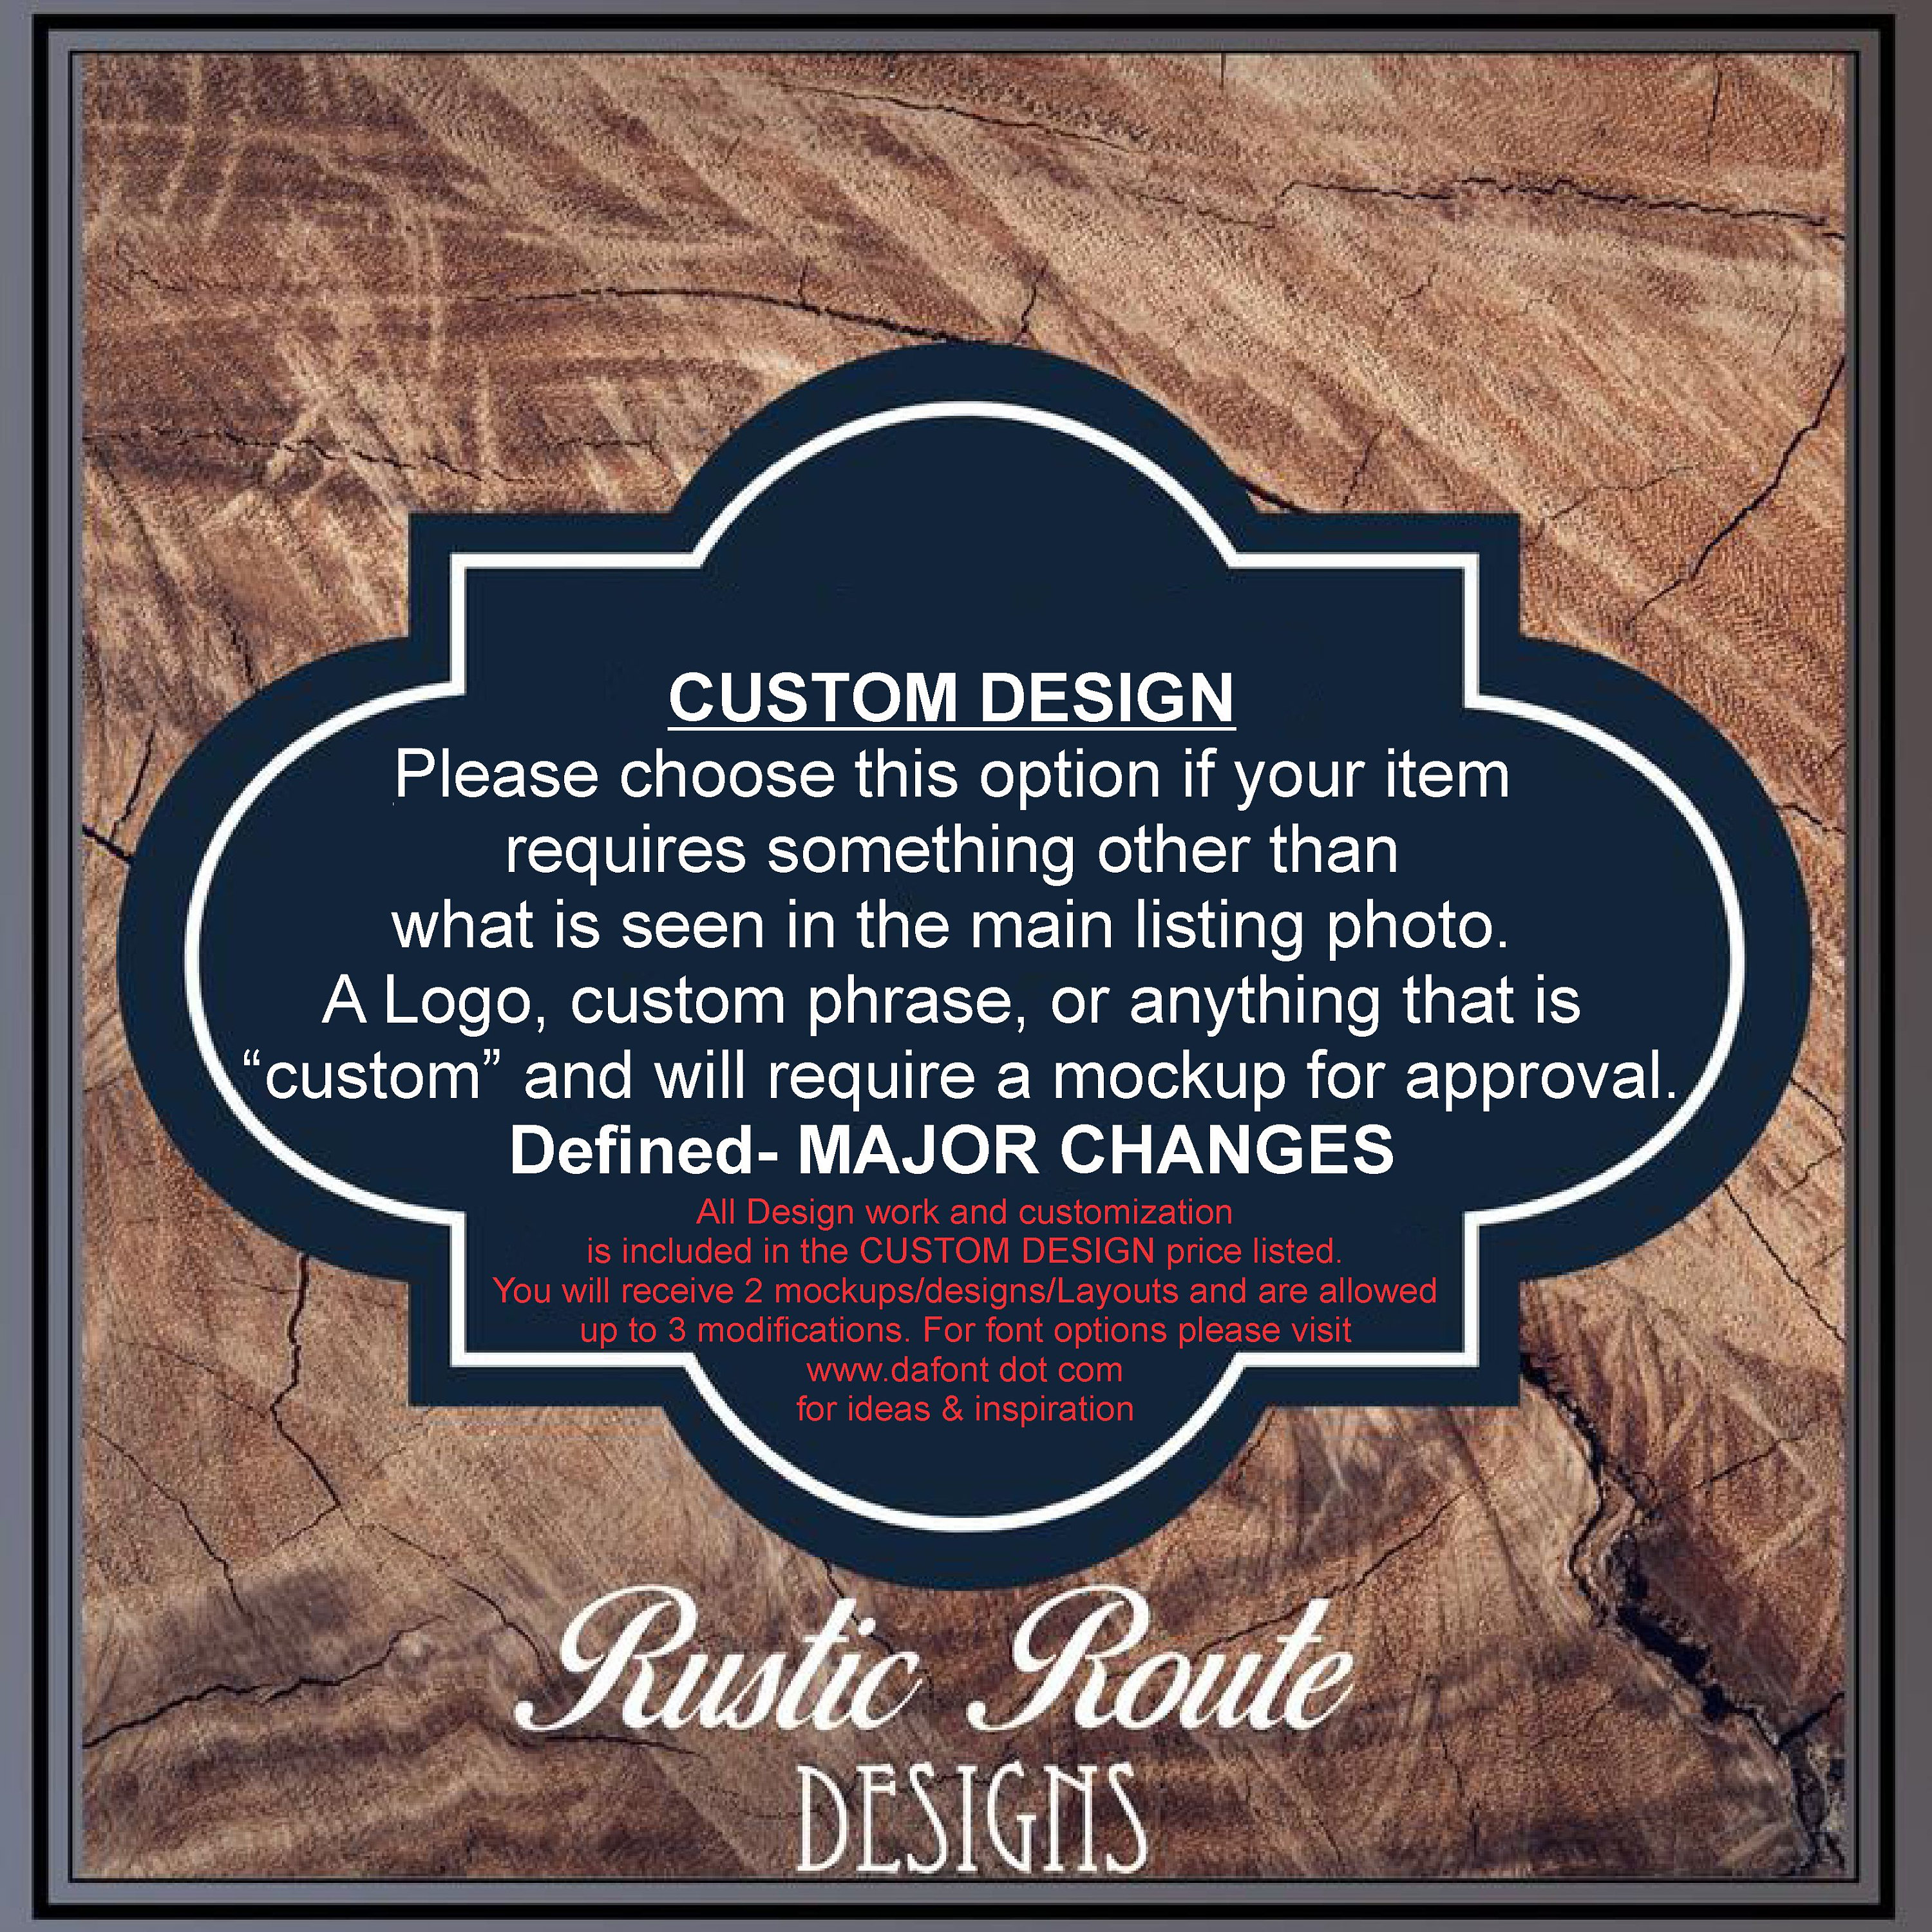 CUSTOM DESIGN
Please choose this option if your item
requires something other than
what is seen in the main listing photo.
A Logo, custom phrase, or anything that is
“custom” and will require a mockup for approval.
Defined- MAJOR CHANGES
All Design work and customization
is included in the CUSTOM DESIGN price listed.
You will receive 2 mockups/designs/Layouts and are allowed
up to 3 modifications. For font options please visit
www.dafont dot com
for ideas & inspiration
Rustic Route
DESIGNS